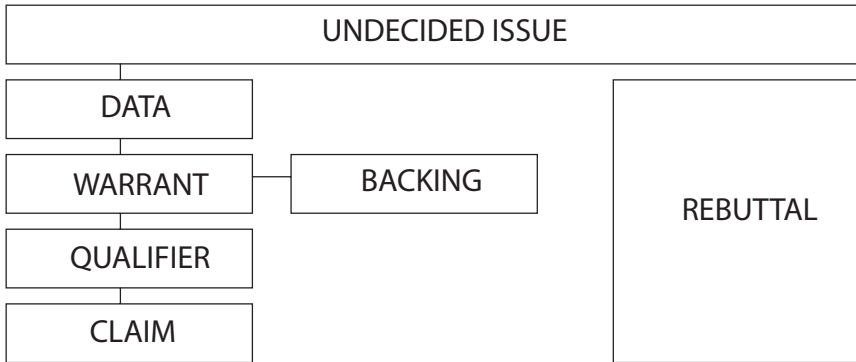 UNDECIDED ISSUE
DATA
WARRANT
BACKING
REBUTTAL
QUALIFIER
CLAIM